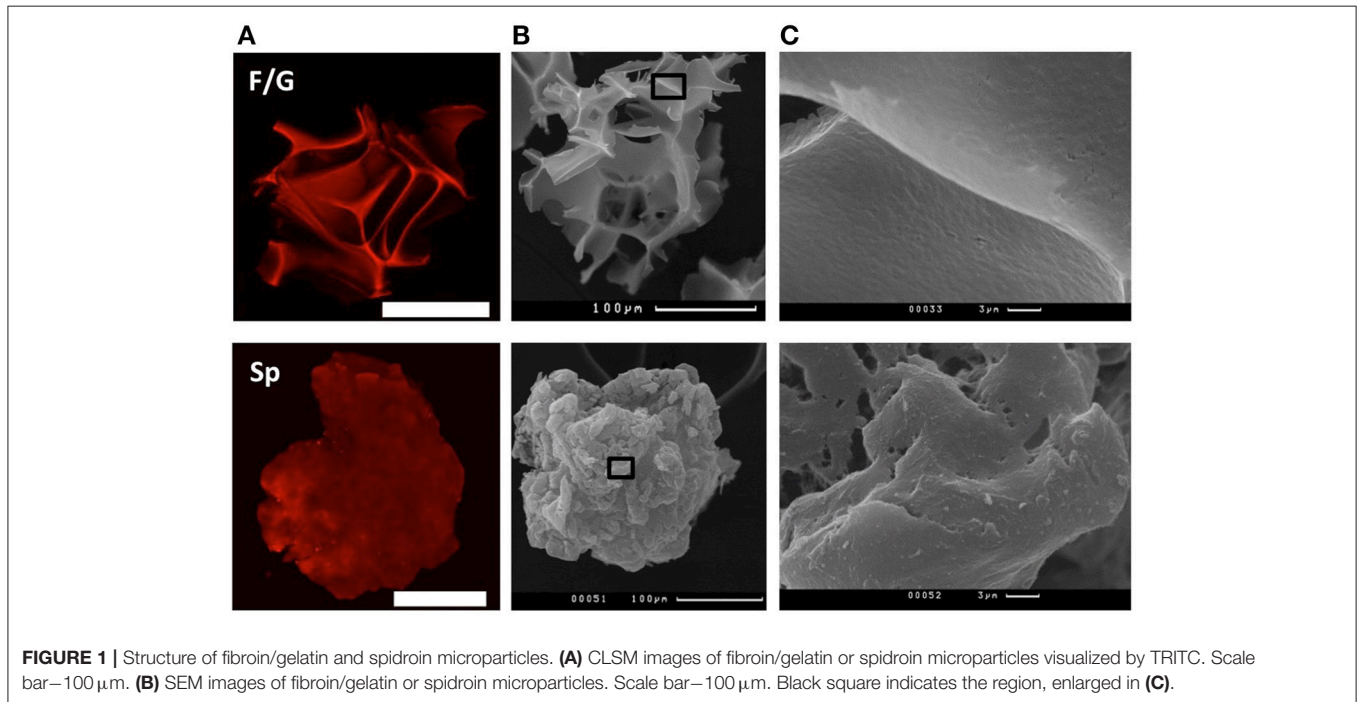 A
B
C
F/G
100µm
00033 3µm
Sp
00051 100µm
00052 3µm
FIGURE 1 | Structure of fibroin/gelatin and spidroin microparticles. (A) CLSM images of fibroin/gelatin or spidroin microparticles visualized by TRITC. Scale
bar—100 µm. (B) SEM images of fibroin/gelatin or spidroin microparticles. Scale bar—100 µm. Black square indicates the region, enlarged in (C).